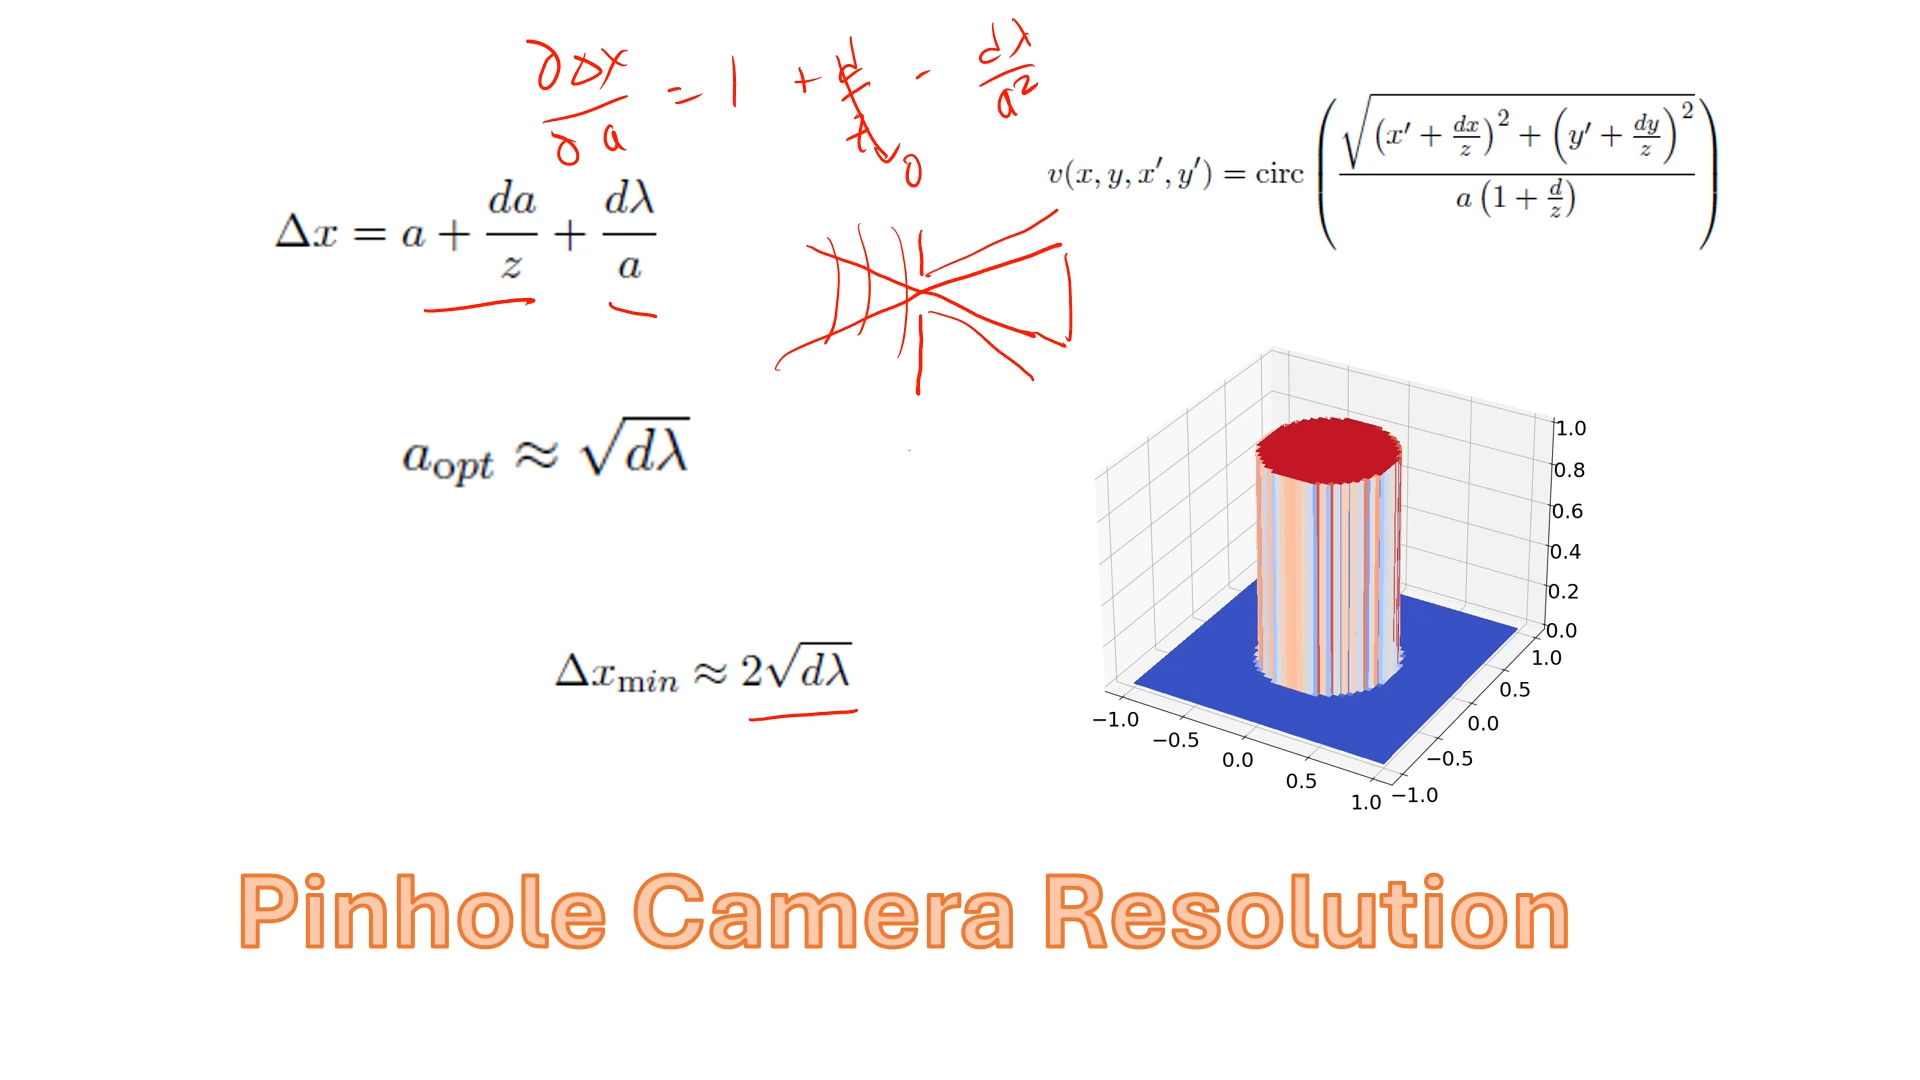 ∂Δx/∂a = 1 + d/z → 0 - dλ/a²
v(x, y, x′, y′) = circ ( √((x′ + dx/z)² + (y′ + dy/z)²) / a(1 + d/z) )
Δx = a + da/z + dλ/a
a_opt ≈ √dλ
Δx_min ≈ 2√dλ
1.0
0.8
0.6
0.4
0.2
0.0
1.0
0.5
0.0
−0.5
−1.0
−1.0
−0.5
0.0
0.5
1.0
Pinhole Camera Resolution